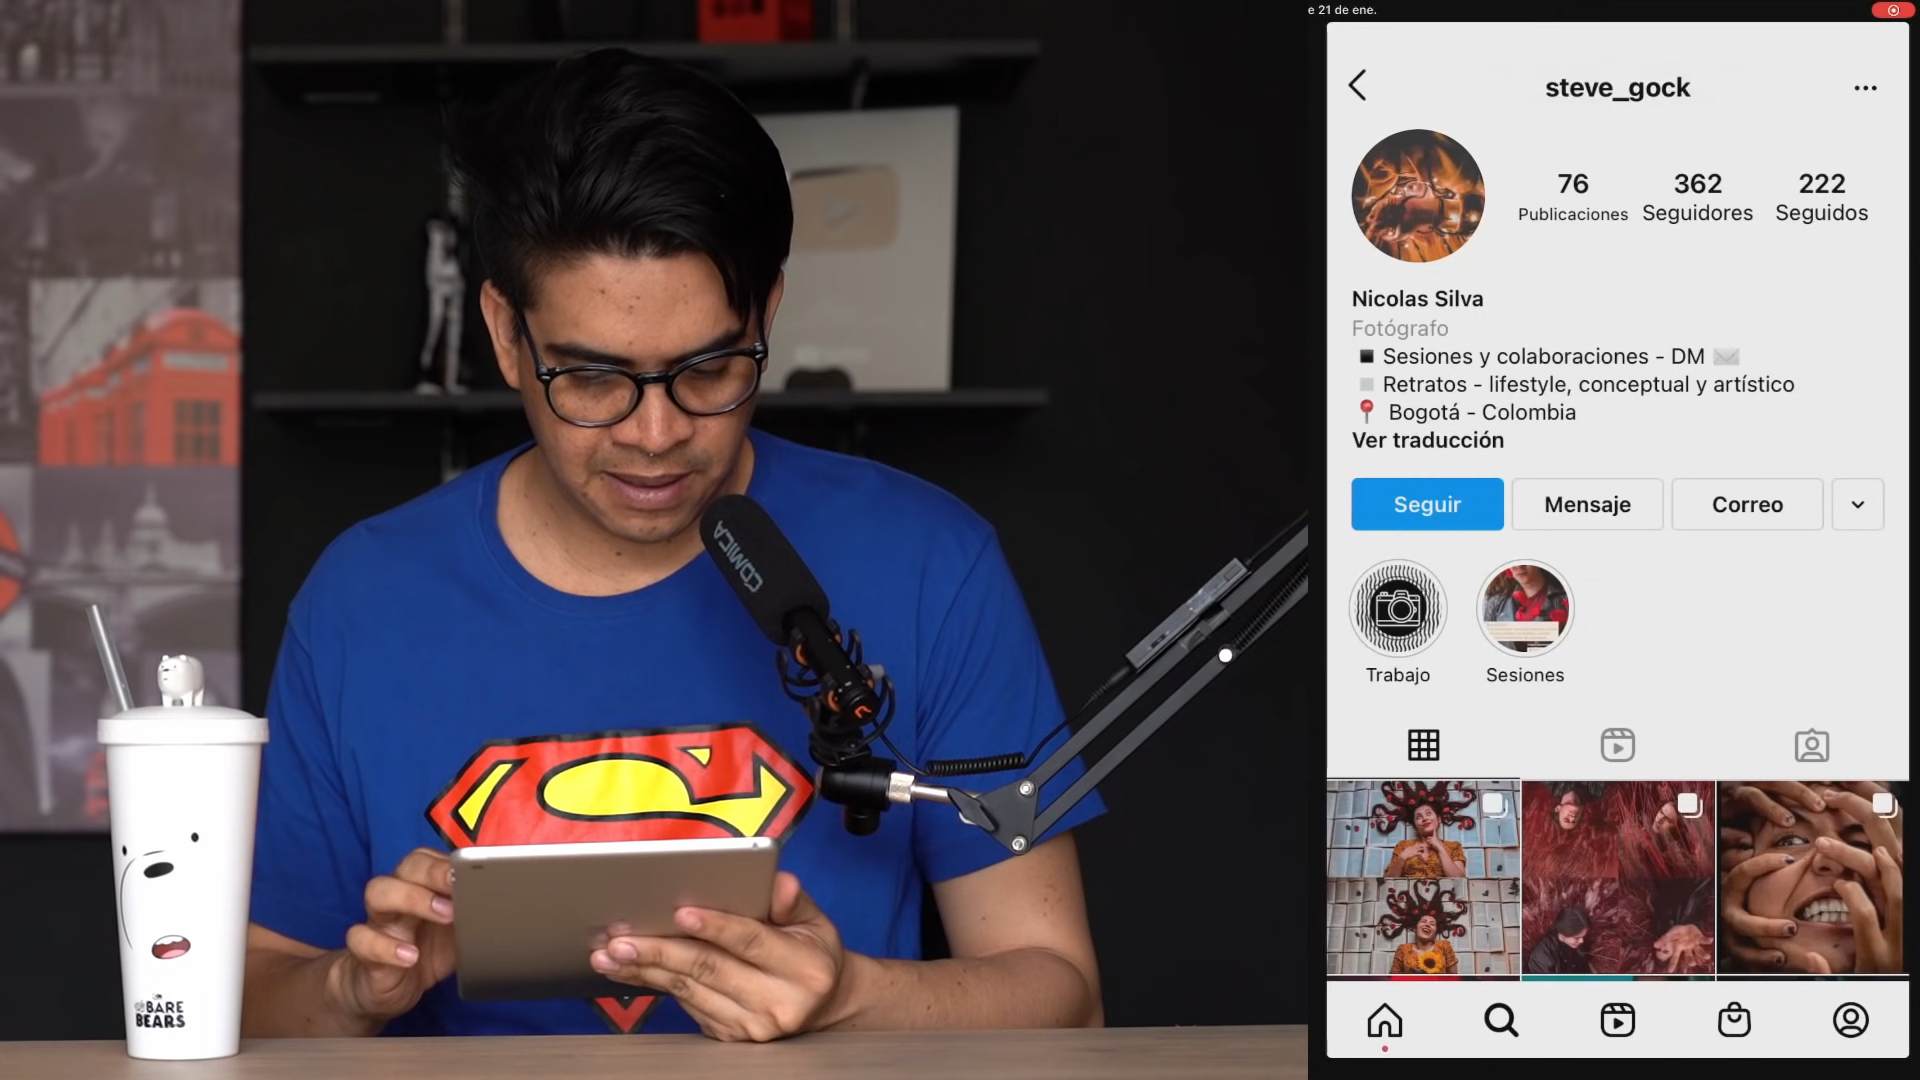 e 21 de ene.
steve_gock
76
Publicaciones
362
Seguidores
222
Seguidos
Nicolas Silva
Fotógrafo
Sesiones y colaboraciones - DM
Retratos - lifestyle, conceptual y artístico
Bogotá - Colombia
Ver traducción
Seguir
Mensaje
Correo
Trabajo
Sesiones
COMICA
BARE
BEARS